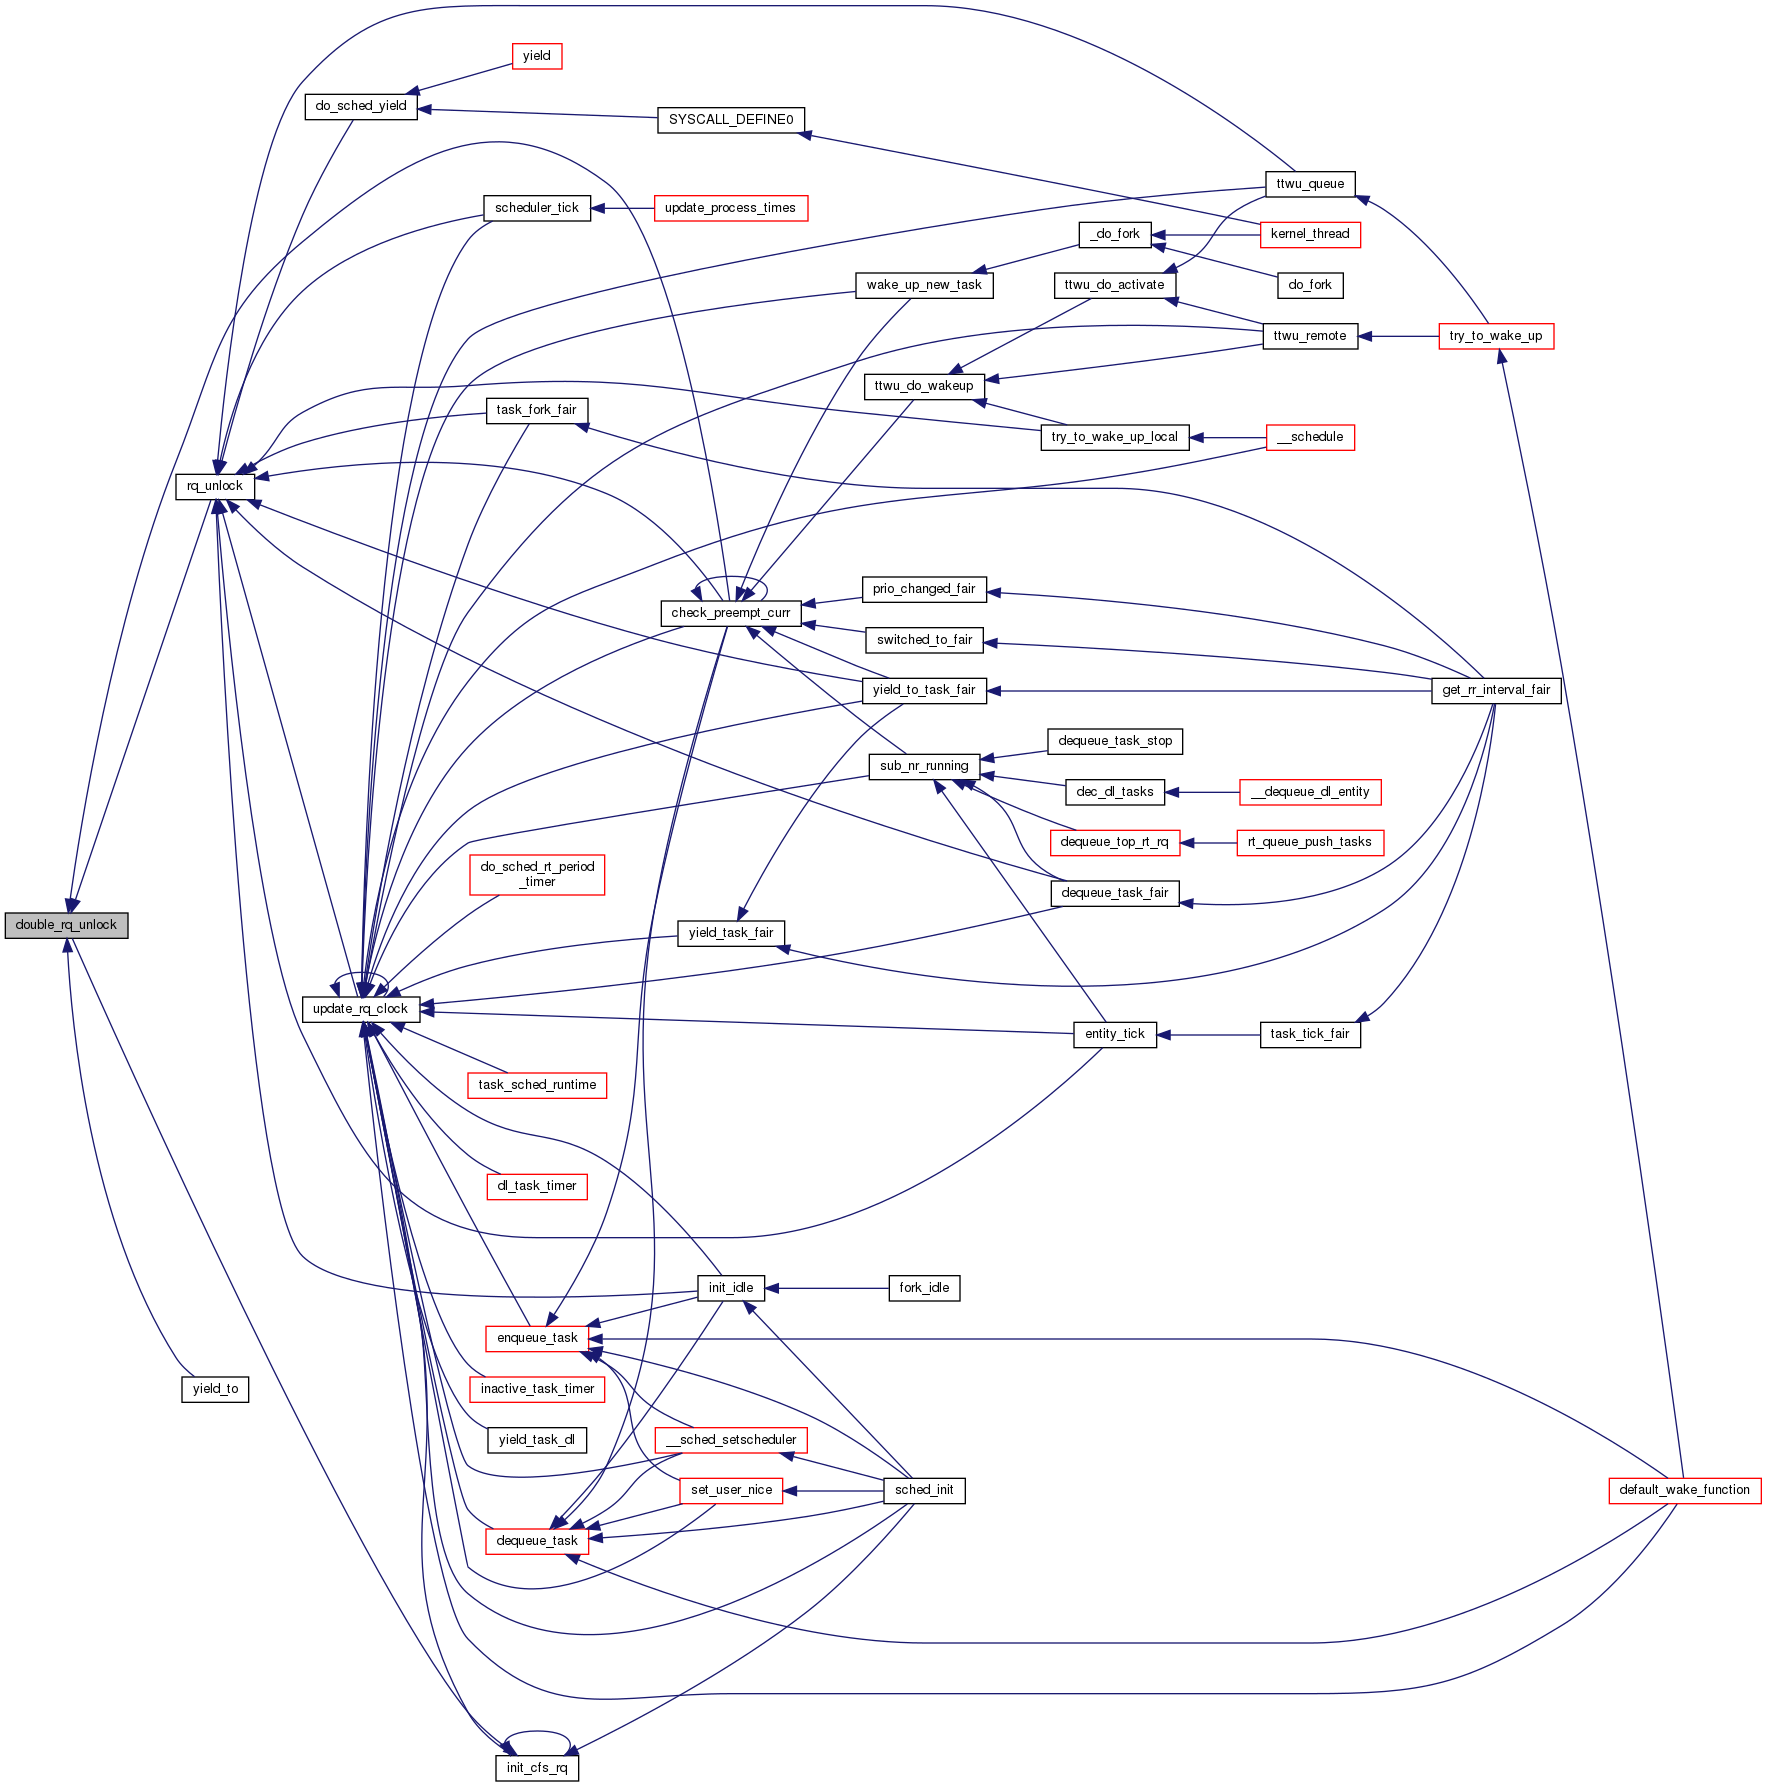 yield
do_sched_yield
SYSCALL_DEFINE0
ttwu_queue
scheduler_tick
update_process_times
_do_fork
kernel_thread
wake_up_new_task
ttwu_do_activate
do_fork
ttwu_remote
try_to_wake_up
ttwu_do_wakeup
task_fork_fair
try_to_wake_up_local
__schedule
rq_unlock
prio_changed_fair
check_preempt_curr
switched_to_fair
yield_to_task_fair
get_rr_interval_fair
dequeue_task_stop
sub_nr_running
dec_dl_tasks
__dequeue_dl_entity
dequeue_top_rt_rq
rt_queue_push_tasks
do_sched_rt_period
_timer
dequeue_task_fair
double_rq_unlock
yield_task_fair
update_rq_clock
entity_tick
task_tick_fair
task_sched_runtime
dl_task_timer
init_idle
fork_idle
enqueue_task
yield_to
inactive_task_timer
yield_task_dl
__sched_setscheduler
set_user_nice
sched_init
default_wake_function
dequeue_task
init_cfs_rq